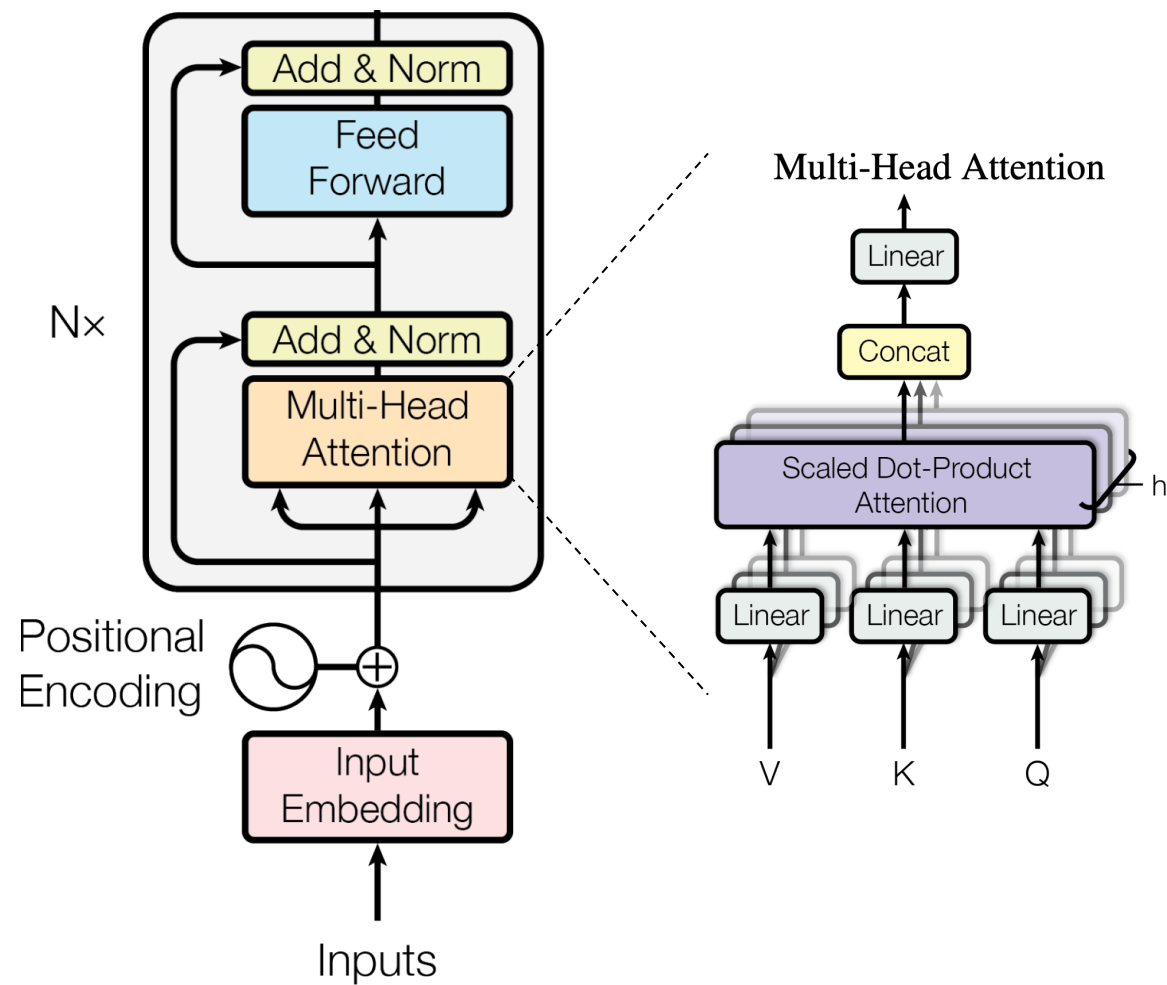 Add & Norm
Feed
Forward
N×
Add & Norm
Multi-Head
Attention
Positional
Encoding
Input
Embedding
Inputs
Multi-Head Attention
Linear
Concat
Scaled Dot-Product
Attention
h
Linear
Linear
Linear
V
K
Q